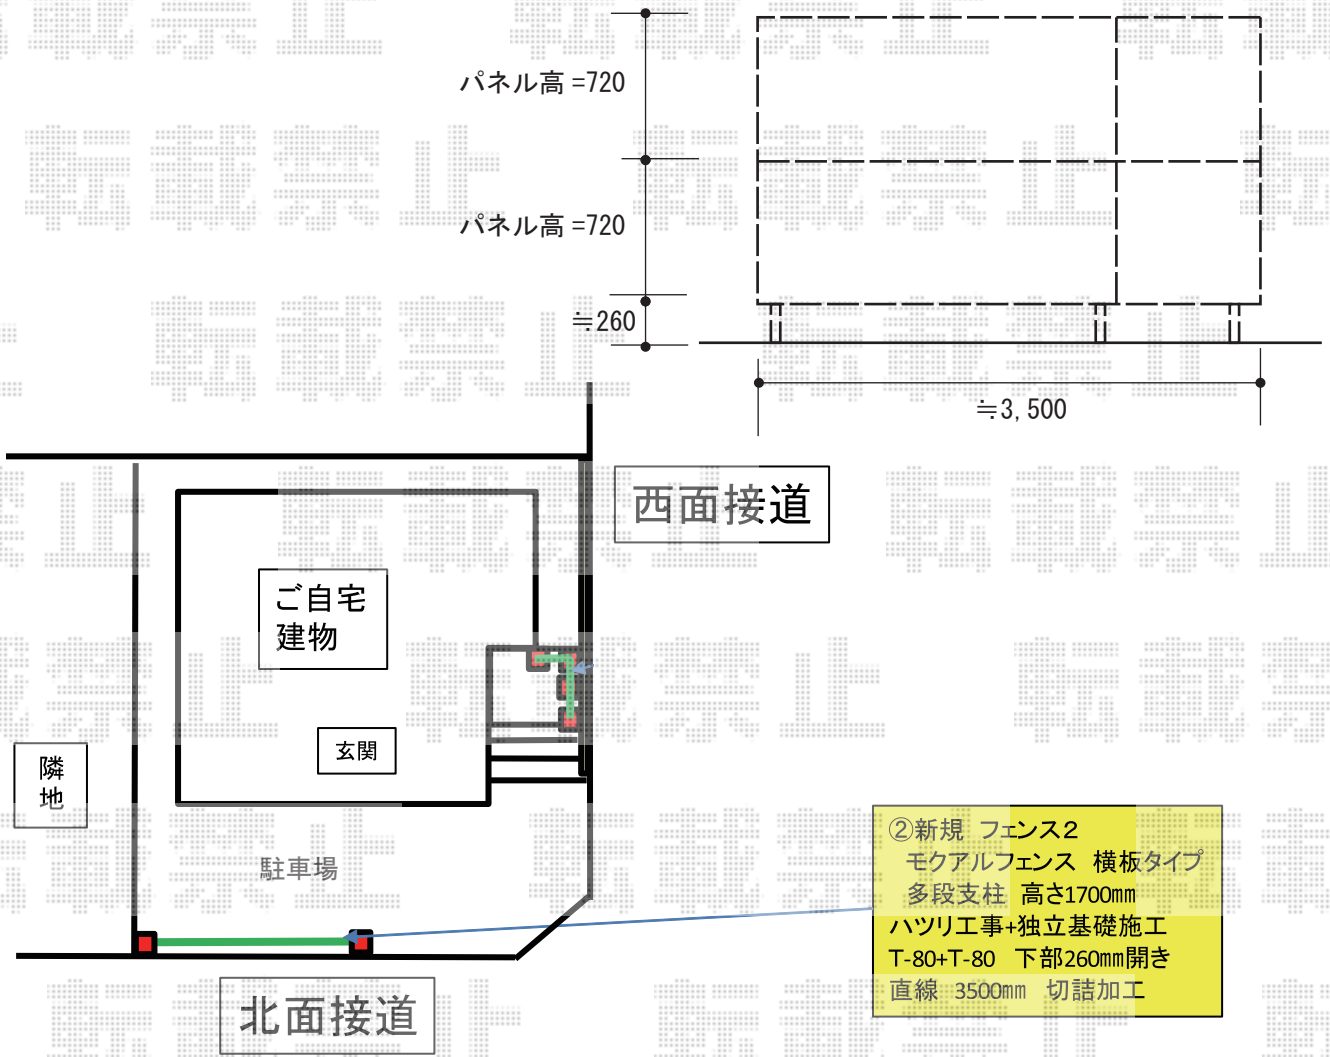 パネル高 =720
パネル高 =720
≒260
≒3,500
西面接道
ご自宅
建物
玄関
隣
地
駐車場
②新規 フェンス2
モクアルフェンス 横板タイプ
多段支柱 高さ1700mm
ハツリ工事+独立基礎施工
T-80+T-80 下部260mm開き
直線 3500mm 切詰加工
北面接道
転載禁止